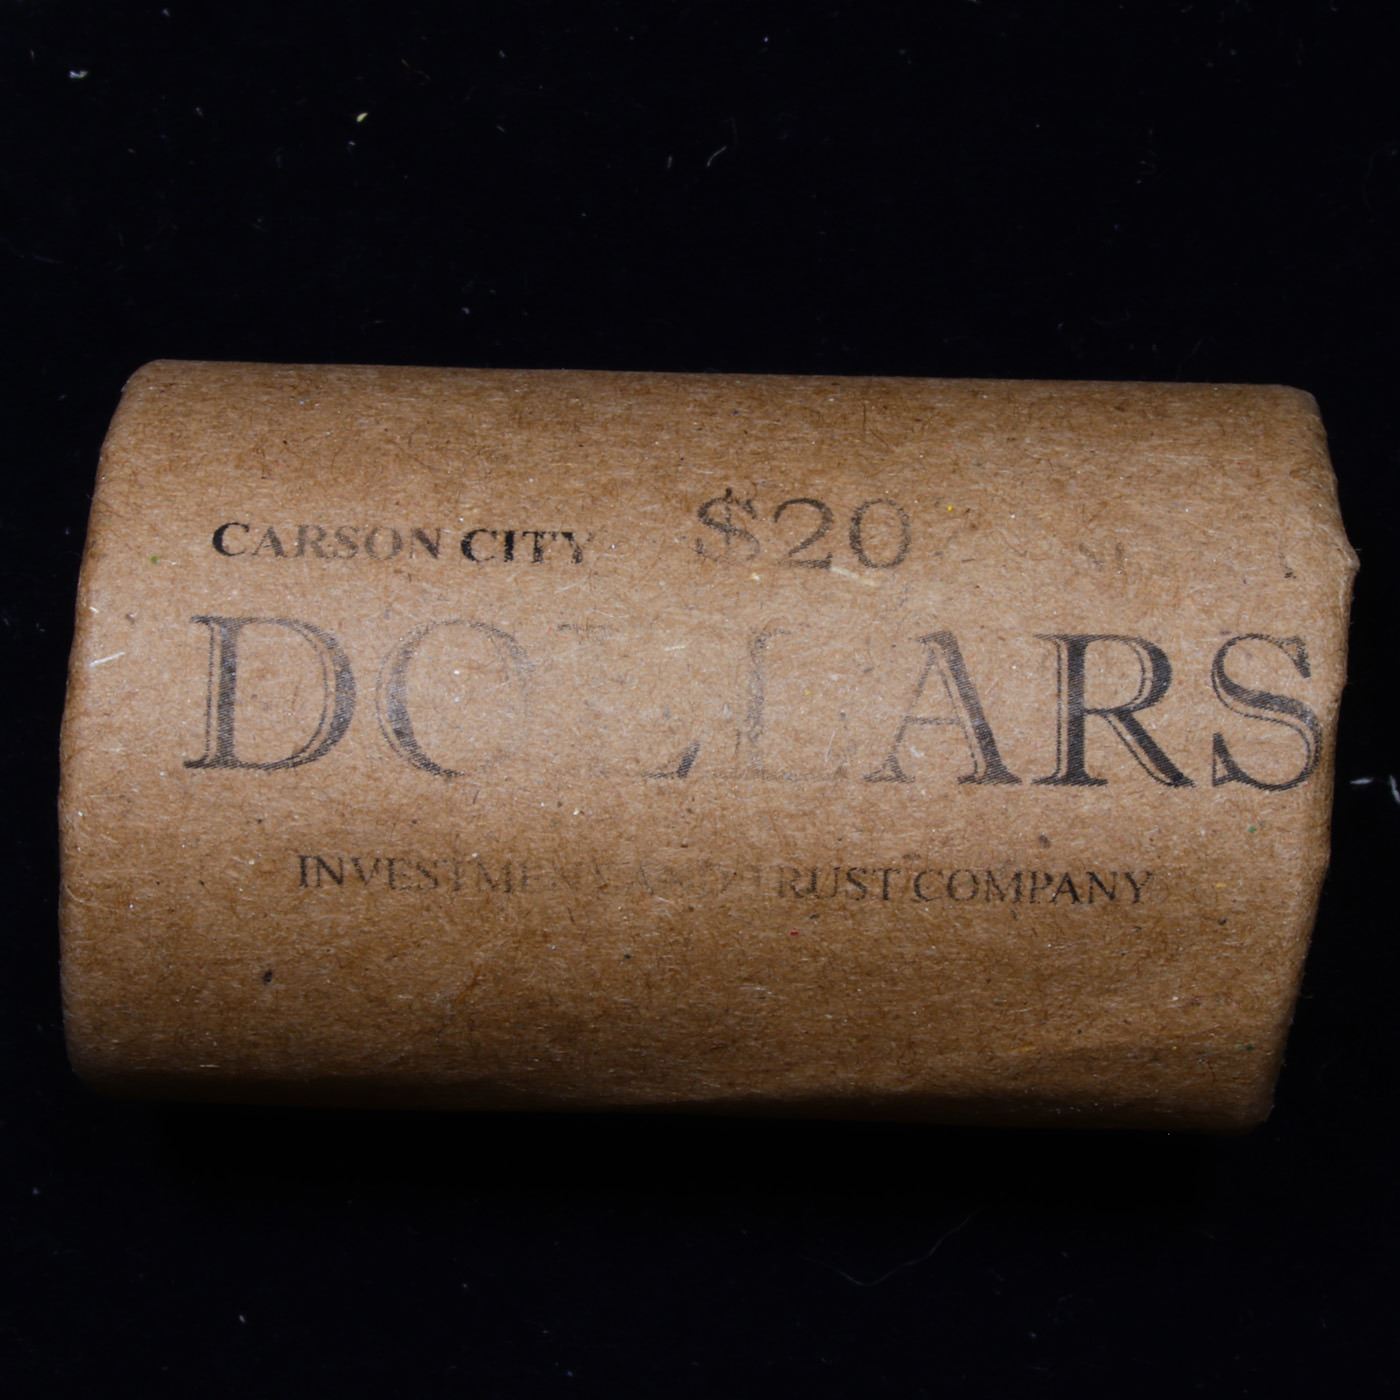 CARSON CITY $20
DOLLARS
INVESTMENT AND TRUST COMPANY